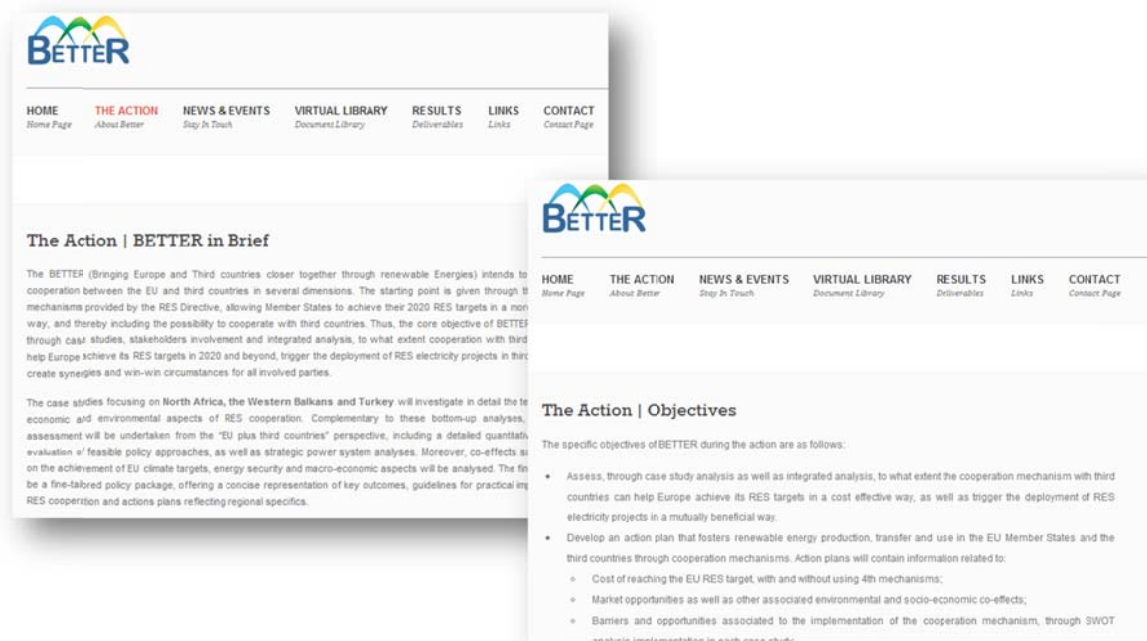 BETTER
HOME THE ACTION NEWS & EVENTS VIRTUAL LIBRARY RESULTS LINKS CONTACT
Home Page About Better Stay In Touch Document Library Deliverables Links Contact Page
The Action | BETTER in Brief
The BETTER (Bringing Europe and Third countries closer together through renewable Energies) intends to
cooperation between the EU and third countries in several dimensions. The starting point is given through
mechanisms provided by the RES Directive, allowing Member States to achieve their 2020 RES targets in a
way, and thereby including the possibility to cooperate with third countries. Thus, the core objective of BETTER
through case studies, stakeholders involvement and integrated analysis, to what extent cooperation with third
help Europe achieve its RES targets in 2020 and beyond, trigger the deployment of RES electricity projects in
create synergies and win-win circumstances for all involved parties.
The case studies focusing on North Africa, the Western Balkans and Turkey will investigate in detail the
economic and environmental aspects of RES cooperation. Complementary to these bottom-up analyses,
assessment will be undertaken from the "EU plus third countries" perspective, including a detailed
evaluation of feasible policy approaches, as well as strategic power system analyses. Moreover, co-effects
on the achievement of EU climate targets, energy security and macro-economic aspects will be analysed. The
be a fine-tailored policy package, offering a concise representation of key outcomes, guidelines for practical
RES cooperation and actions plans reflecting regional specifics.
BETTER
HOME THE ACTION NEWS & EVENTS VIRTUAL LIBRARY RESULTS LINKS CONTACT
Home Page About Better Stay In Touch Document Library Deliverables Links Contact Page
The Action | Objectives
The specific objectives of BETTER during the action are as follows:
• Assess, through case study analysis as well as integrated analysis, to what extent the cooperation mechanism with third
countries can help Europe achieve its RES targets in a cost effective way, as well as trigger the deployment of RES
electricity projects in a mutually beneficial way.
• Develop an action plan that fosters renewable energy production, transfer and use in the EU Member States and the
third countries through cooperation mechanisms. Action plans will contain information related to:
◦ Cost of reaching the EU RES target, with and without using 4th mechanisms;
◦ Market opportunities as well as other associated environmental and socio-economic co-effects;
◦ Barriers and opportunities associated to the implementation of the cooperation mechanism, through SWOT
analysis implementation in each case study